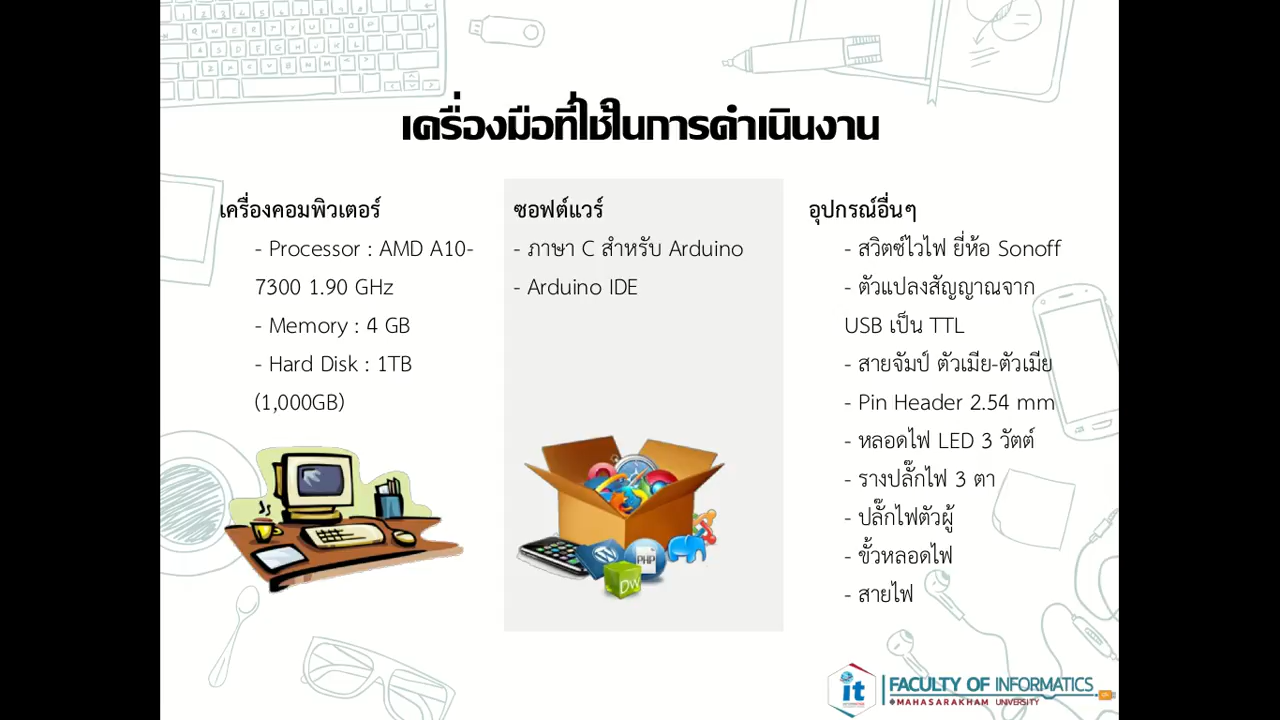 เครื่องมือที่ใช้ในการดำเนินงาน
เครื่องคอมพิวเตอร์
- Processor : AMD A10-
7300 1.90 GHz
- Memory : 4 GB
- Hard Disk : 1TB
(1,000GB)
ซอฟต์แวร์
- ภาษา C สำหรับ Arduino
- Arduino IDE
PHP
DW
อุปกรณ์อื่นๆ
- สวิตซ์ไวไฟ ยี่ห้อ Sonoff
- ตัวแปลงสัญญาณจาก
USB เป็น TTL
- สายจัมป์ ตัวเมีย-ตัวเมีย
- Pin Header 2.54 mm
- หลอดไฟ LED 3 วัตต์
- รางปลั๊กไฟ 3 ตา
- ปลั๊กไฟตัวผู้
- ขั้วหลอดไฟ
- สายไฟ
it
FACULTY OF INFORMATICS
MAHASARAKHAM UNIVERSITY